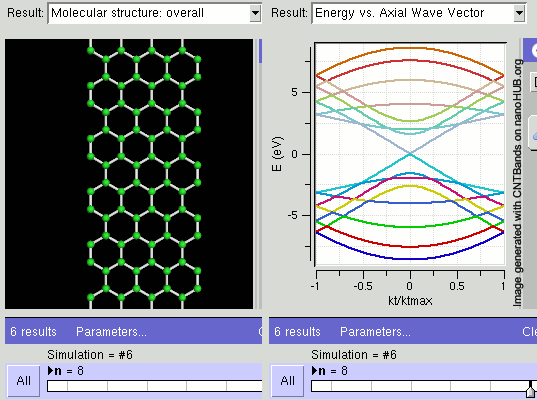 Result: Molecular structure: overall
Result: Energy vs. Axial Wave Vector
E (eV)
5
0
-5
-1
-0.5
0
0.5
1
kt/ktmax
Image generated with CNTBands on nanoHUB.org
6 results Parameters...
6 results Parameters... Cle
Simulation = #6
Simulation = #6
All
n = 8
All
n = 8